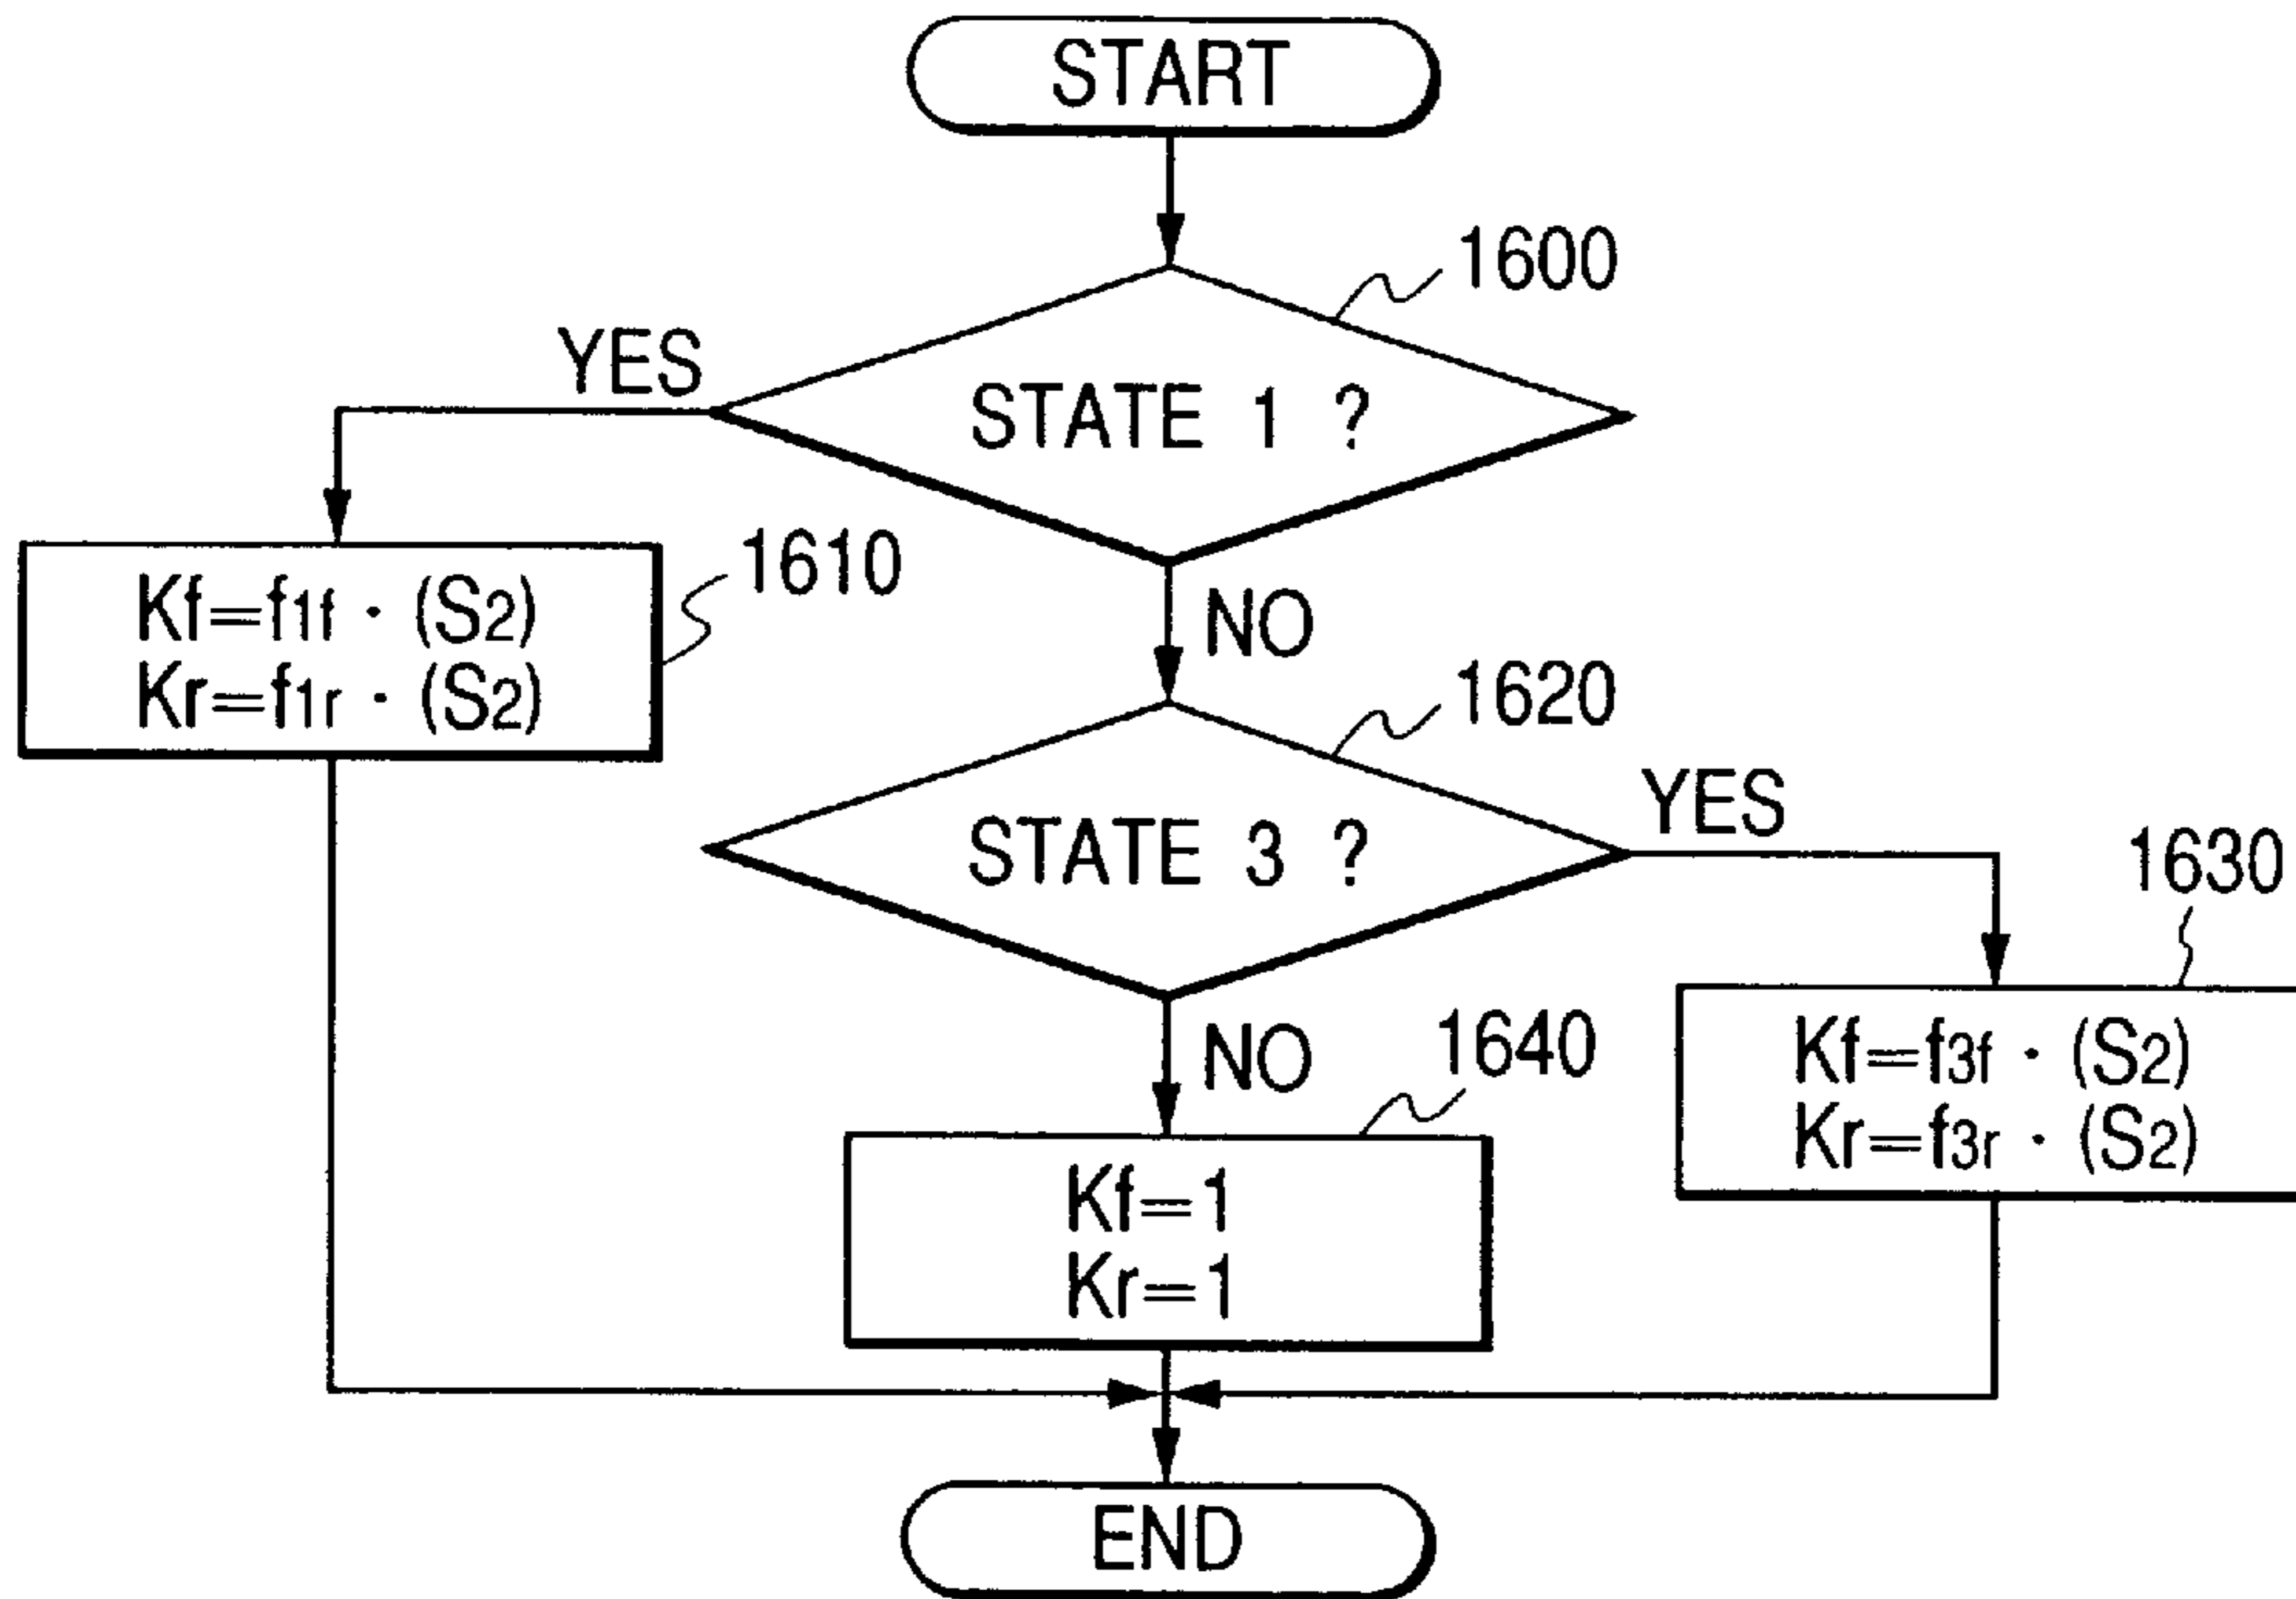 START
1600
YES
STATE 1 ?
1610
Kf=f1f · (S2)
Kr=f1r · (S2)
NO
1620
STATE 3 ?
YES
1630
NO
1640
Kf=f3f · (S2)
Kr=f3r · (S2)
Kf=1
Kr=1
END